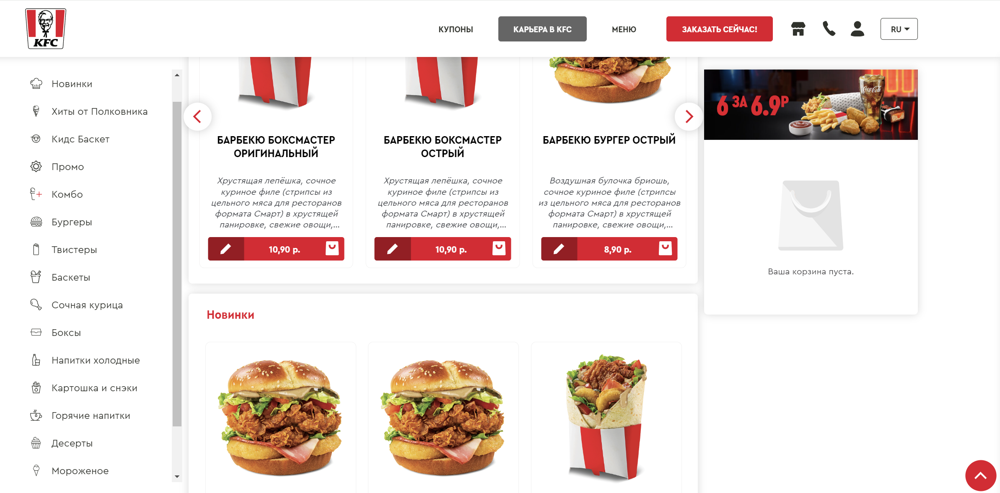 KFC
КУПОНЫ
КАРЬЕРА В KFC
МЕНЮ
ЗАКАЗАТЬ СЕЙЧАС!
RU
Новинки
Хиты от Полковника
Кидс Баскет
Промо
Комбо
Бургеры
Твистеры
Баскеты
Сочная курица
Боксы
Напитки холодные
Картошка и снэки
Горячие напитки
Десерты
Мороженое
БАРБЕКЮ БОКСМАСТЕР
ОРИГИНАЛЬНЫЙ
Хрустящая лепёшка, сочное
куриное филе (стрипсы из
цельного мяса для ресторанов
формата Смарт) в хрустящей
панировке, свежие овощи,...
10,90 р.
БАРБЕКЮ БОКСМАСТЕР
ОСТРЫЙ
Хрустящая лепёшка, сочное
куриное филе (стрипсы из
цельного мяса для ресторанов
формата Смарт) в хрустящей
панировке, свежие овощи,...
10,90 р.
БАРБЕКЮ БУРГЕР ОСТРЫЙ
Воздушная булочка бриошь,
сочное куриное филе (стрипсы
из цельного мяса для ресторанов
формата Смарт) в хрустящей
панировке, свежие овощи,...
8,90 р.
Новинки
6 ЗА 6.9Р
Coca-Cola
Ваша корзина пуста.